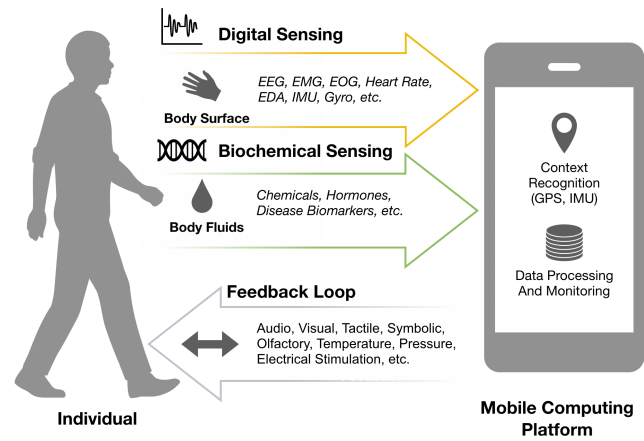 Digital Sensing
EEG, EMG, EOG, Heart Rate,
EDA, IMU, Gyro, etc.
Body Surface
Biochemical Sensing
Chemicals, Hormones,
Disease Biomarkers, etc.
Body Fluids
Feedback Loop
Audio, Visual, Tactile, Symbolic,
Olfactory, Temperature, Pressure,
Electrical Stimulation, etc.
Individual
Context
Recognition
(GPS, IMU)
Data Processing
And Monitoring
Mobile Computing
Platform